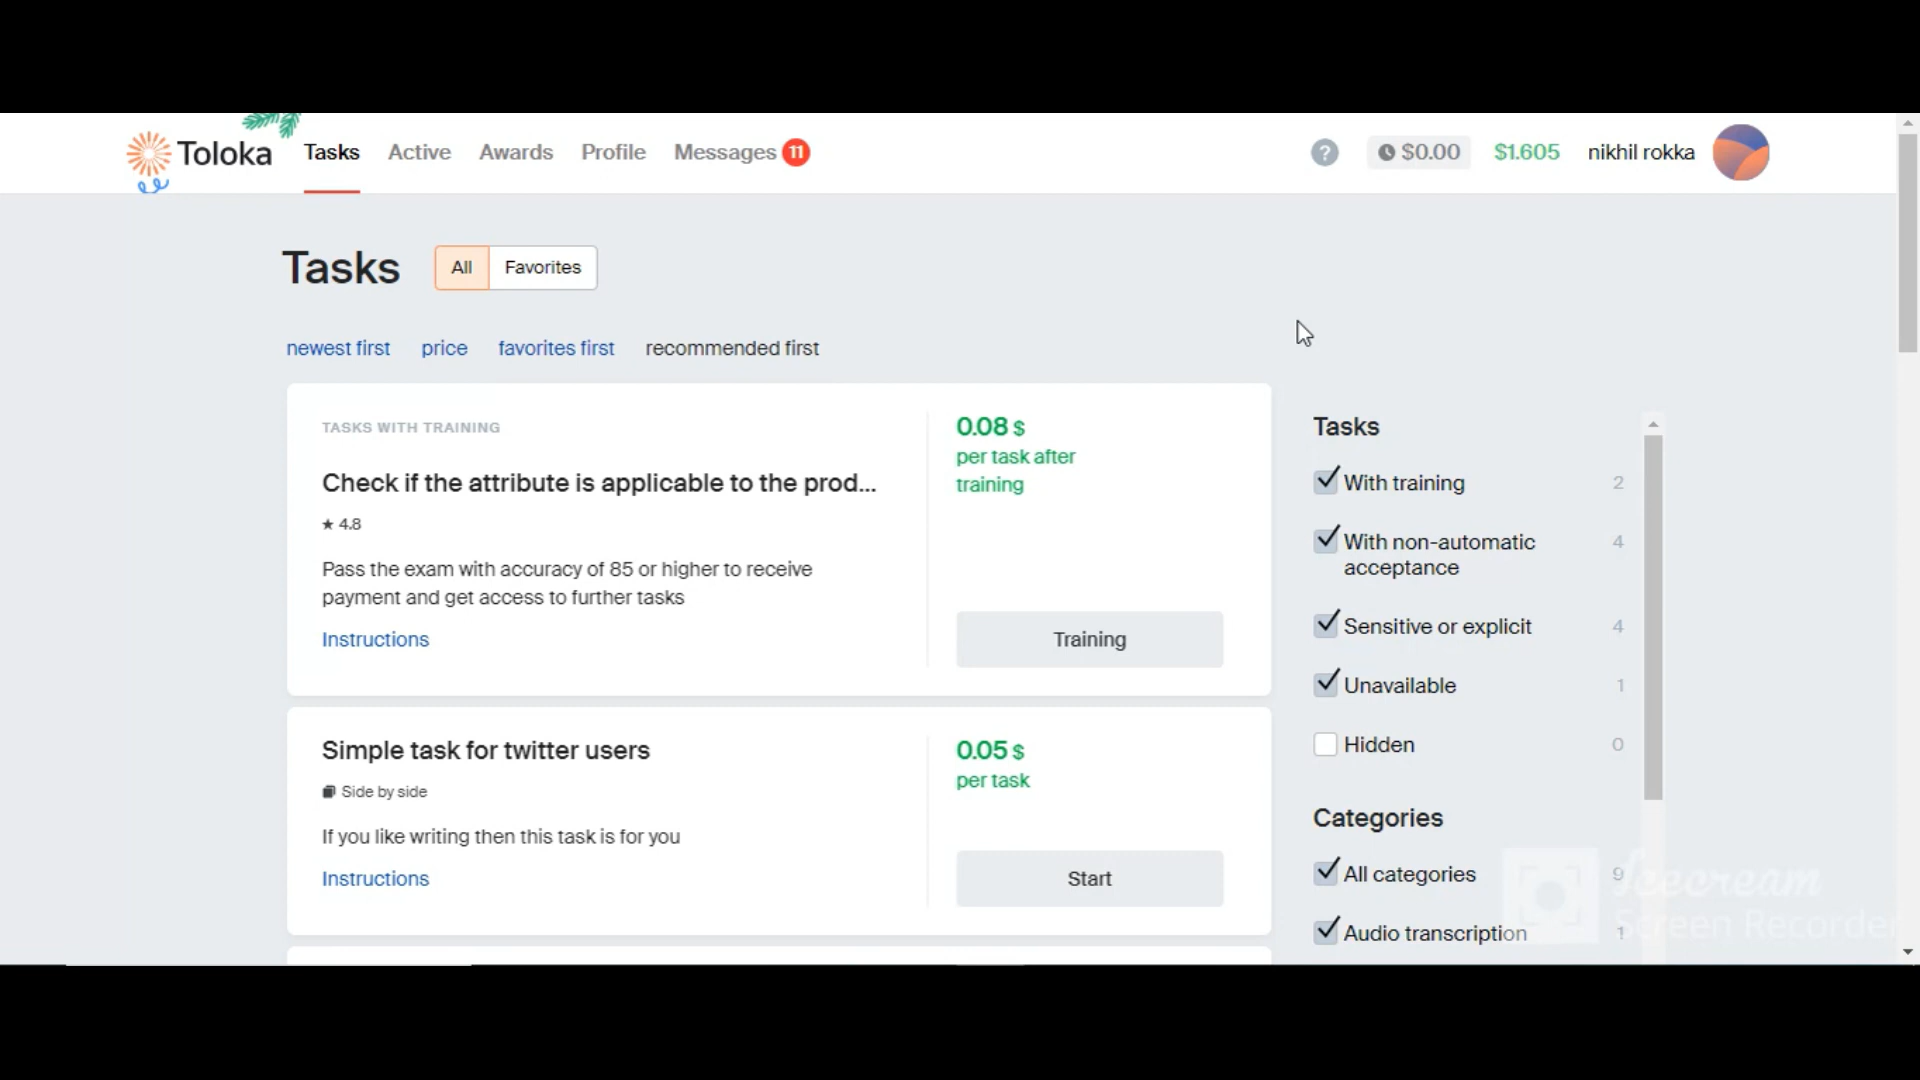 Toloka Tasks Active Awards Profile Messages 11 ? $0.00 $1.605 nikhil rokka
Tasks All Favorites
newest first price favorites first recommended first
TASKS WITH TRAINING
Check if the attribute is applicable to the prod...
★ 4.8
Pass the exam with accuracy of 85 or higher to receive
payment and get access to further tasks
Instructions
0.08 $
per task after
training
Training
Simple task for twitter users
Side by side
If you like writing then this task is for you
Instructions
0.05 $
per task
Start
Tasks
With training 2
With non-automatic 4
acceptance
Sensitive or explicit 4
Unavailable 1
Hidden 0
Categories
All categories 9
Audio transcription 1
Icecream
Screen Recorder